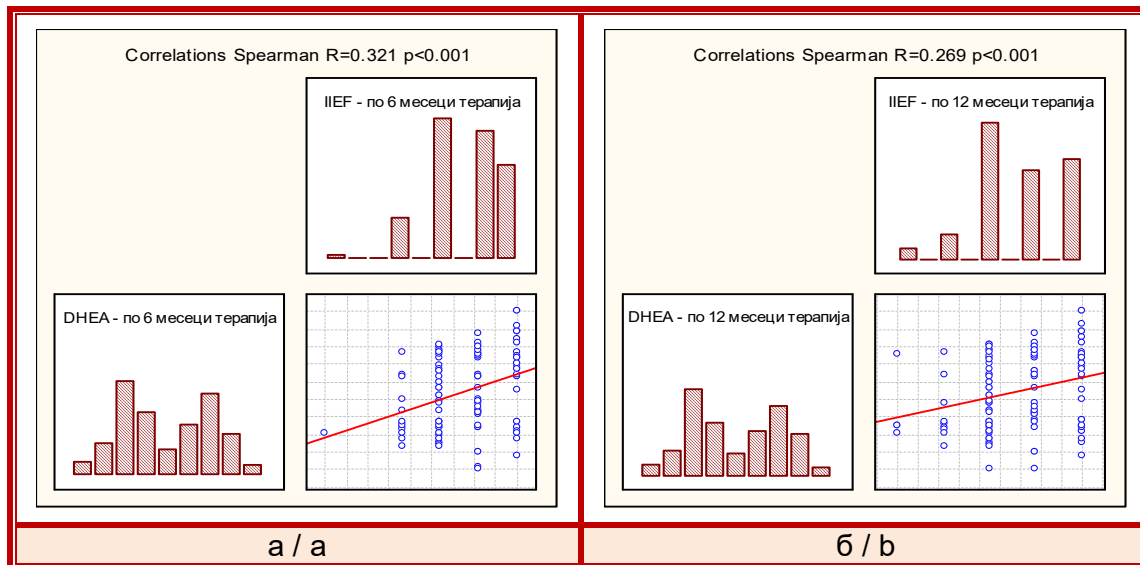 Correlations Spearman R=0.321 p<0.001
IIEF - по 6 месеци терапија
DHEA - по 6 месеци терапија
Correlations Spearman R=0.269 p<0.001
IIEF - по 12 месеци терапија
DHEA - по 12 месеци терапија
а / a
б / b